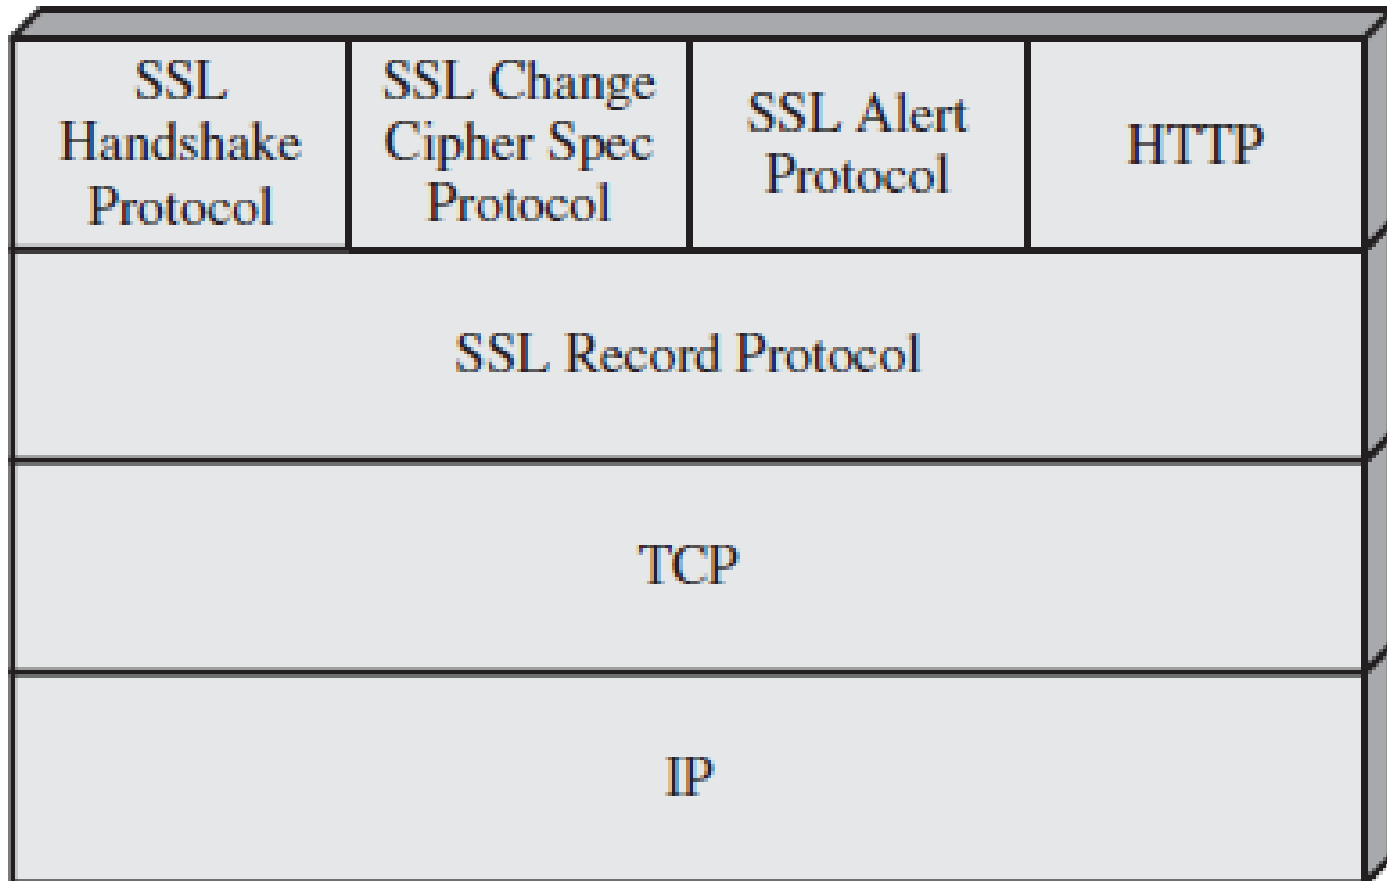 SSL
Handshake
Protocol
SSL Change
Cipher Spec
Protocol
SSL Alert
Protocol
HTTP
SSL Record Protocol
TCP
IP